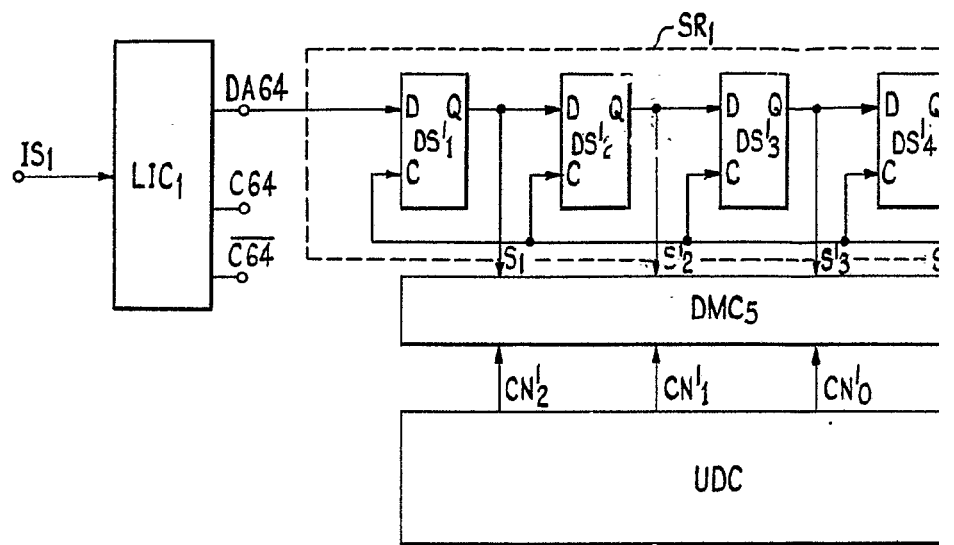 SR1
DA64
IS1
LIC1
C64
C64
D Q
DS'1
C
D Q
DS'2
C
D Q
DS'3
C
D Q
DS'4
C
S1
S'2
S'3
S
DMC5
CN'2
CN'1
CN'0
UDC